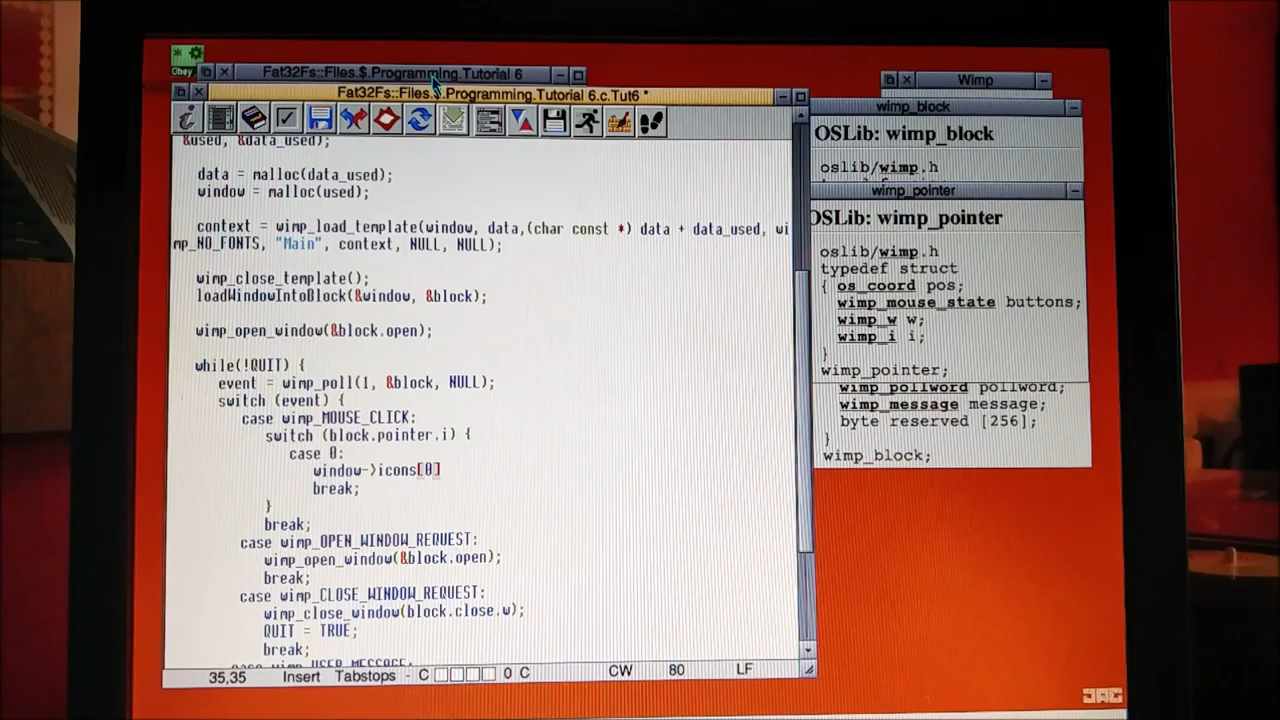 Obey
Fat32Fs::Files.$.Programming.Tutorial 6
Fat32Fs::Files.$.Programming.Tutorial 6.c.Tut6 *
&used, &data_used);
data = malloc(data_used);
window = malloc(used);
context = wimp_load_template(window, data,(char const *) data + data_used, wi
mp_NO_FONTS, "Main", context, NULL, NULL);
wimp_close_template();
loadWindowIntoBlock(&window, &block);
wimp_open_window(&block.open);
while(!QUIT) {
event = wimp_poll(1, &block, NULL);
switch (event) {
case wimp_MOUSE_CLICK:
switch (block.pointer.i) {
case 0:
window->icons[0]
break;
}
break;
case wimp_OPEN_WINDOW_REQUEST:
wimp_open_window(&block.open);
break;
case wimp_CLOSE_WINDOW_REQUEST:
wimp_close_window(block.close.w);
QUIT = TRUE;
break;
case wimp_USER_MESSAGE:
35,35 Insert Tabstops - C 0 C CW 80 LF
Wimp
wimp_block
OSLib: wimp_block
oslib/wimp.h
wimp_pointer
OSLib: wimp_pointer
oslib/wimp.h
typedef struct
{ os_coord pos;
wimp_mouse_state buttons;
wimp_w w;
wimp_i i;
}
wimp_pointer;
wimp_pollword pollword;
wimp_message message;
byte reserved [256];
}
wimp_block;
JAG